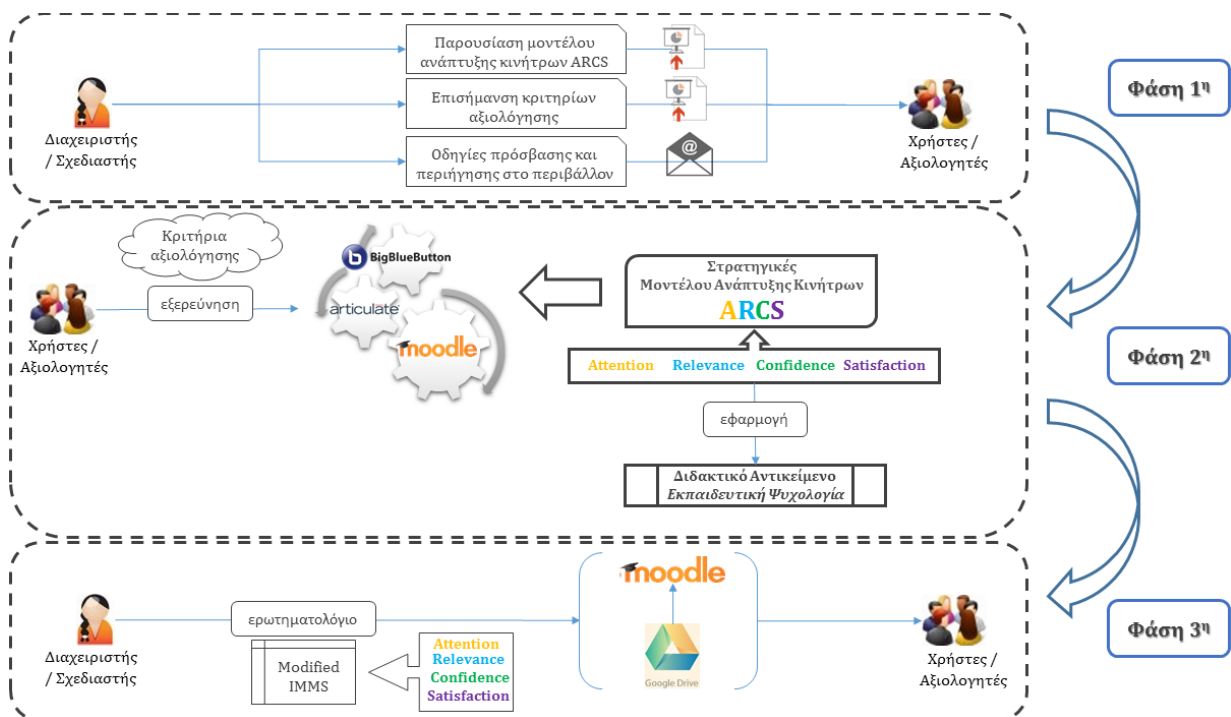 Παρουσίαση μοντέλου
ανάπτυξης κινήτρων ARCS
Επισήμανση κριτηρίων
αξιολόγησης
Οδηγίες πρόσβασης και
περιήγησης στο περιβάλλον
@
Διαχειριστής
/ Σχεδιαστής
Χρήστες /
Αξιολογητές
Φάση 1η
Κριτήρια
αξιολόγησης
εξερεύνηση
Χρήστες /
Αξιολογητές
b BigBlueButton
articulate
moodle
Στρατηγικές
Μοντέλου Ανάπτυξης Κινήτρων
ARCS
Attention Relevance Confidence Satisfaction
εφαρμογή
Διδακτικό Αντικείμενο
Εκπαιδευτική Ψυχολογία
Φάση 2η
Διαχειριστής
/ Σχεδιαστής
ερωτηματολόγιο
Modified
IMMS
Attention
Relevance
Confidence
Satisfaction
moodle
Google Drive
Χρήστες /
Αξιολογητές
Φάση 3η